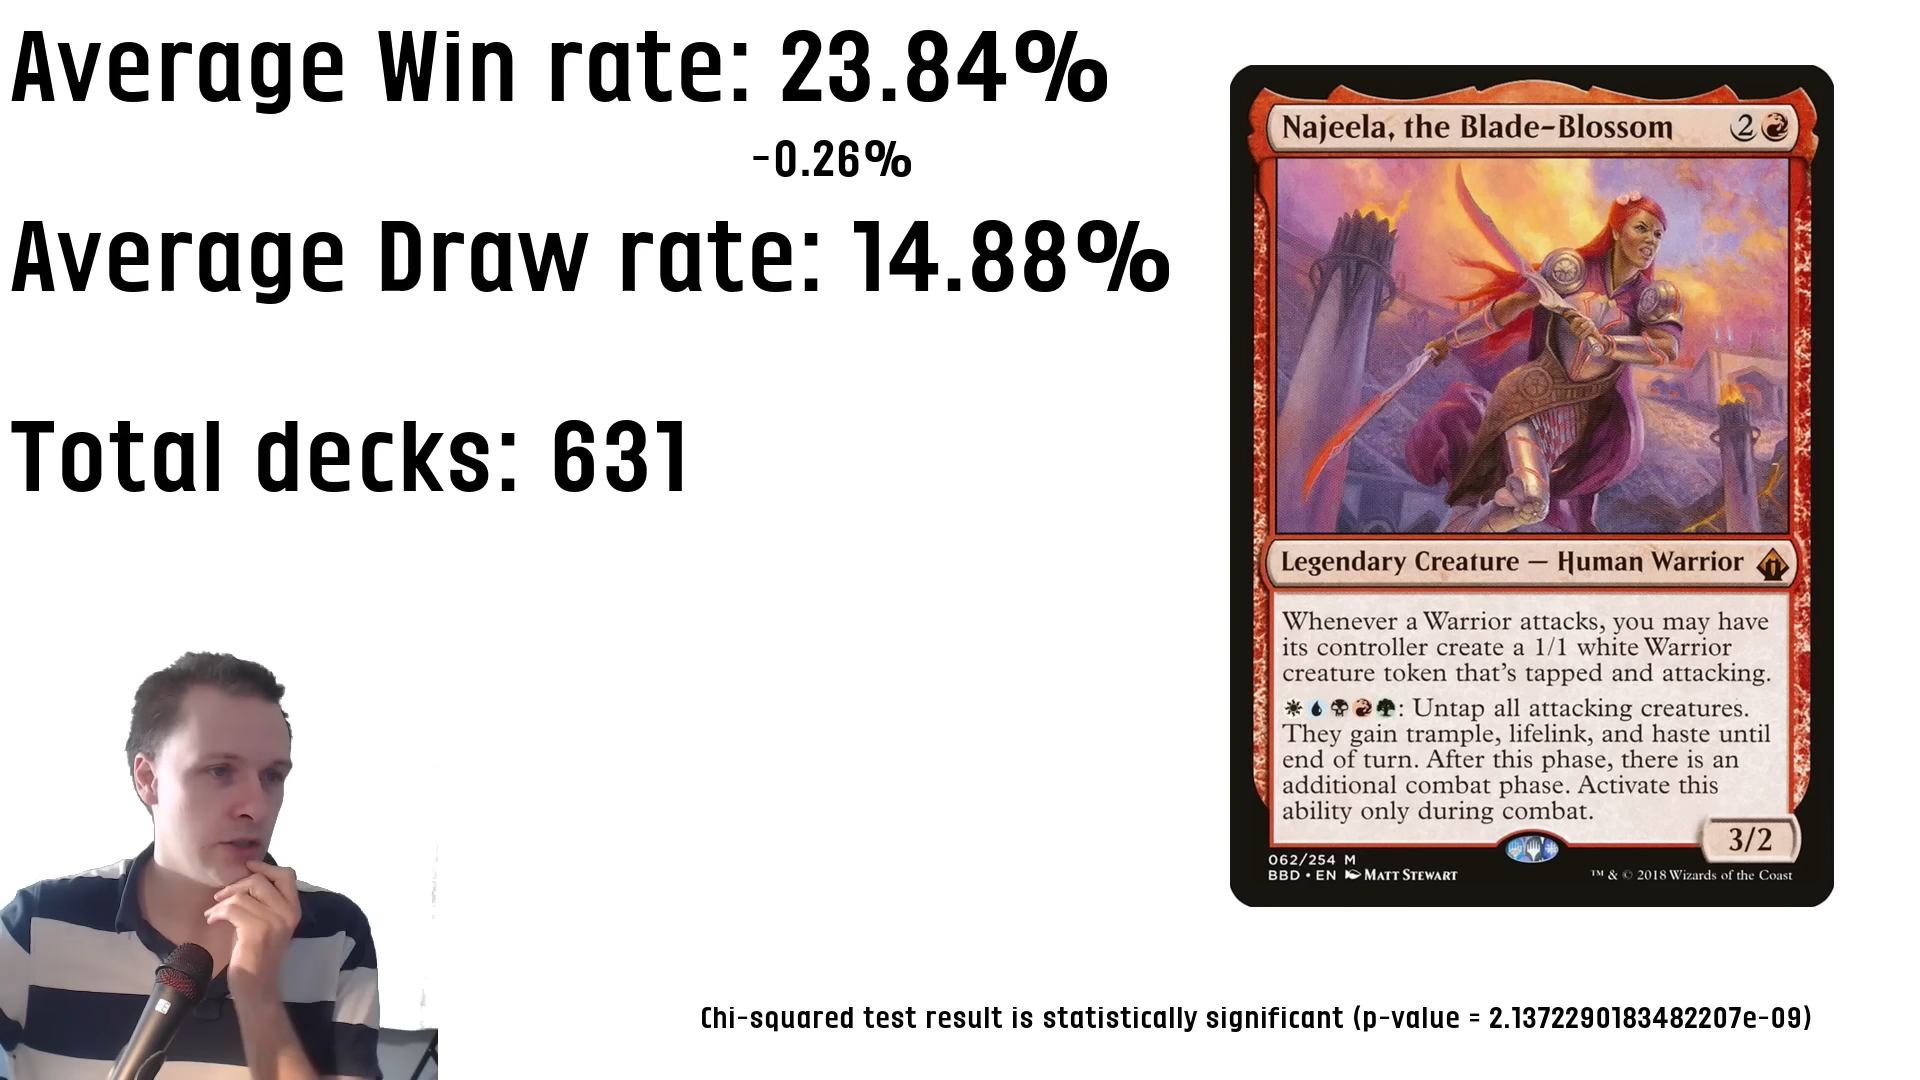 Average Win rate: 23.84%
-0.26%
Average Draw rate: 14.88%
Total decks: 631
Najeela, the Blade-Blossom 2
Legendary Creature — Human Warrior
Whenever a Warrior attacks, you may have
its controller create a 1/1 white Warrior
creature token that's tapped and attacking.
: Untap all attacking creatures.
They gain trample, lifelink, and haste until
end of turn. After this phase, there is an
additional combat phase. Activate this
ability only during combat.
3/2
062/254 M
BBD • EN Matt Stewart
™ & © 2018 Wizards of the Coast
Chi-squared test result is statistically significant (p-value = 2.1372290183482207e-09)